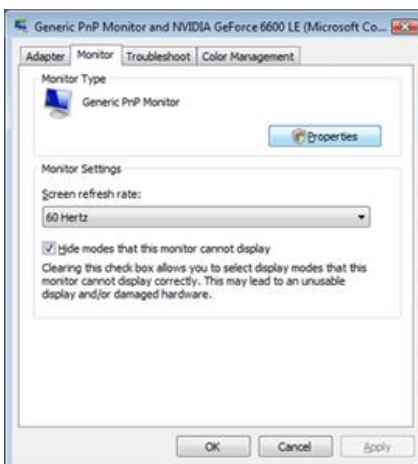 Generic PnP Monitor and NVIDIA GeForce 6600 LE (Microsoft Co...
Adapter Monitor Troubleshoot Color Management
Monitor Type
Generic PnP Monitor
Properties
Monitor Settings
Screen refresh rate:
60 Hertz
Hide modes that this monitor cannot display
Clearing this check box allows you to select display modes that this
monitor cannot display correctly. This may lead to an unusable
display and/or damaged hardware.
OK Cancel Apply